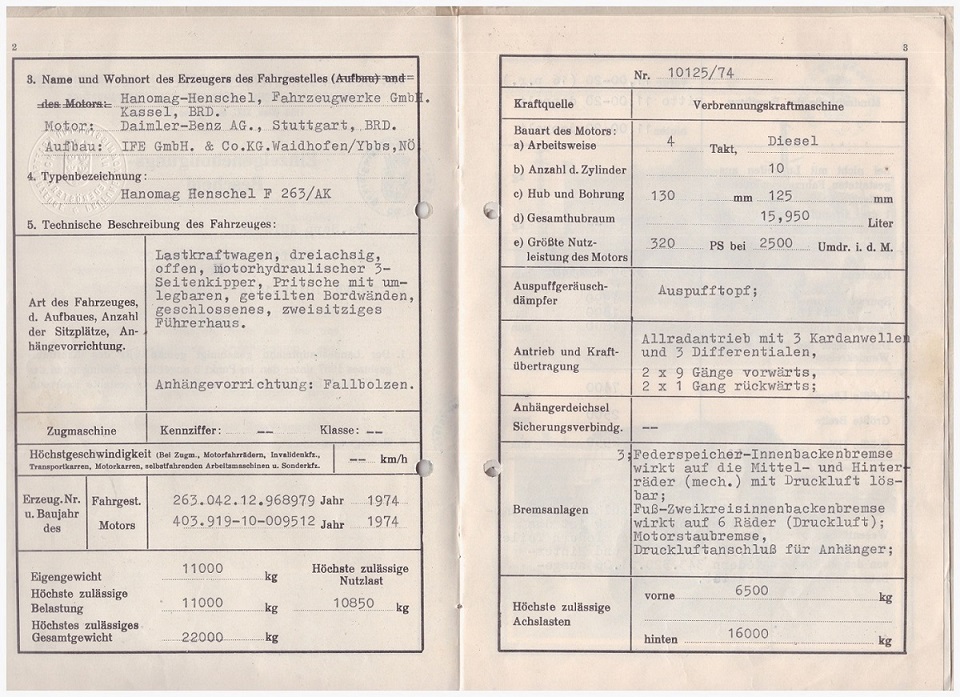 2
3. Name und Wohnort des Erzeugers des Fahrgestelles (Aufbau) und
des Motors: Hanomag-Henschel, Fahrzeugwerke GmbH.
Kassel, BRD.
Motor: Daimler-Benz AG., Stuttgart, BRD.
Aufbau: IFE GmbH. & Co.KG.Waidhofen/Ybbs,NÖ
4. Typenbezeichnung:
Hanomag Henschel F 263/AK
5. Technische Beschreibung des Fahrzeuges:
Art des Fahrzeuges,
d. Aufbaues, Anzahl
der Sitzplätze, An-
hängevorrichtung.
Lastkraftwagen, dreiachsig,
offen, motorhydraulischer 3-
Seitenkipper, Pritsche mit um-
legbaren, geteilten Bordwänden,
geschlossenes, zweisitziges
Führerhaus.
Anhängevorrichtung: Fallbolzen.
Zugmaschine Kennziffer: -- Klasse: --
Höchstgeschwindigkeit (Bei Zugm., Motorfahrrädern, Invalidenkfz.,
Transportkarren, Motorkarren, selbstfahrenden Arbeitsmaschinen u. Sonderkfz. -- km/h
Erzeug. Nr.
u. Baujahr
des
Fahrgest. 263.042.12.968979 Jahr 1974
Motors 403.919-10-009512 Jahr 1974
Eigengewicht 11000 kg
Höchste zulässige
Nutzlast
Höchste zulässige
Belastung 11000 kg 10850 kg
Höchstes zulässiges
Gesamtgewicht 22000 kg
3
Nr. 10125/74
Kraftquelle Verbrennungskraftmaschine
Bauart des Motors:
a) Arbeitsweise 4 Takt, Diesel
b) Anzahl d. Zylinder 10
c) Hub und Bohrung 130 mm 125 mm
d) Gesamthubraum 15,950 Liter
e) Größte Nutz-
leistung des Motors 320 PS bei 2500 Umdr. i. d. M.
Auspuffgeräusch-
dämpfer Auspufftopf;
Antrieb und Kraft-
übertragung
Allradantrieb mit 3 Kardanwellen
und 3 Differentialen,
2 x 9 Gänge vorwärts,
2 x 1 Gang rückwärts;
Anhängerdeichsel
Sicherungsverbindg. --
Bremsanlagen
3;Federspeicher-Innenbackenbremse
wirkt auf die Mittel- und Hinter-
räder (mech.) mit Druckluft lös-
bar;
Fuß-Zweikreisinnenbackenbremse
wirkt auf 6 Räder (Druckluft);
Motorstaubremse,
Druckluftanschluß für Anhänger;
Höchste zulässige
Achslasten
vorne 6500 kg
hinten 16000 kg